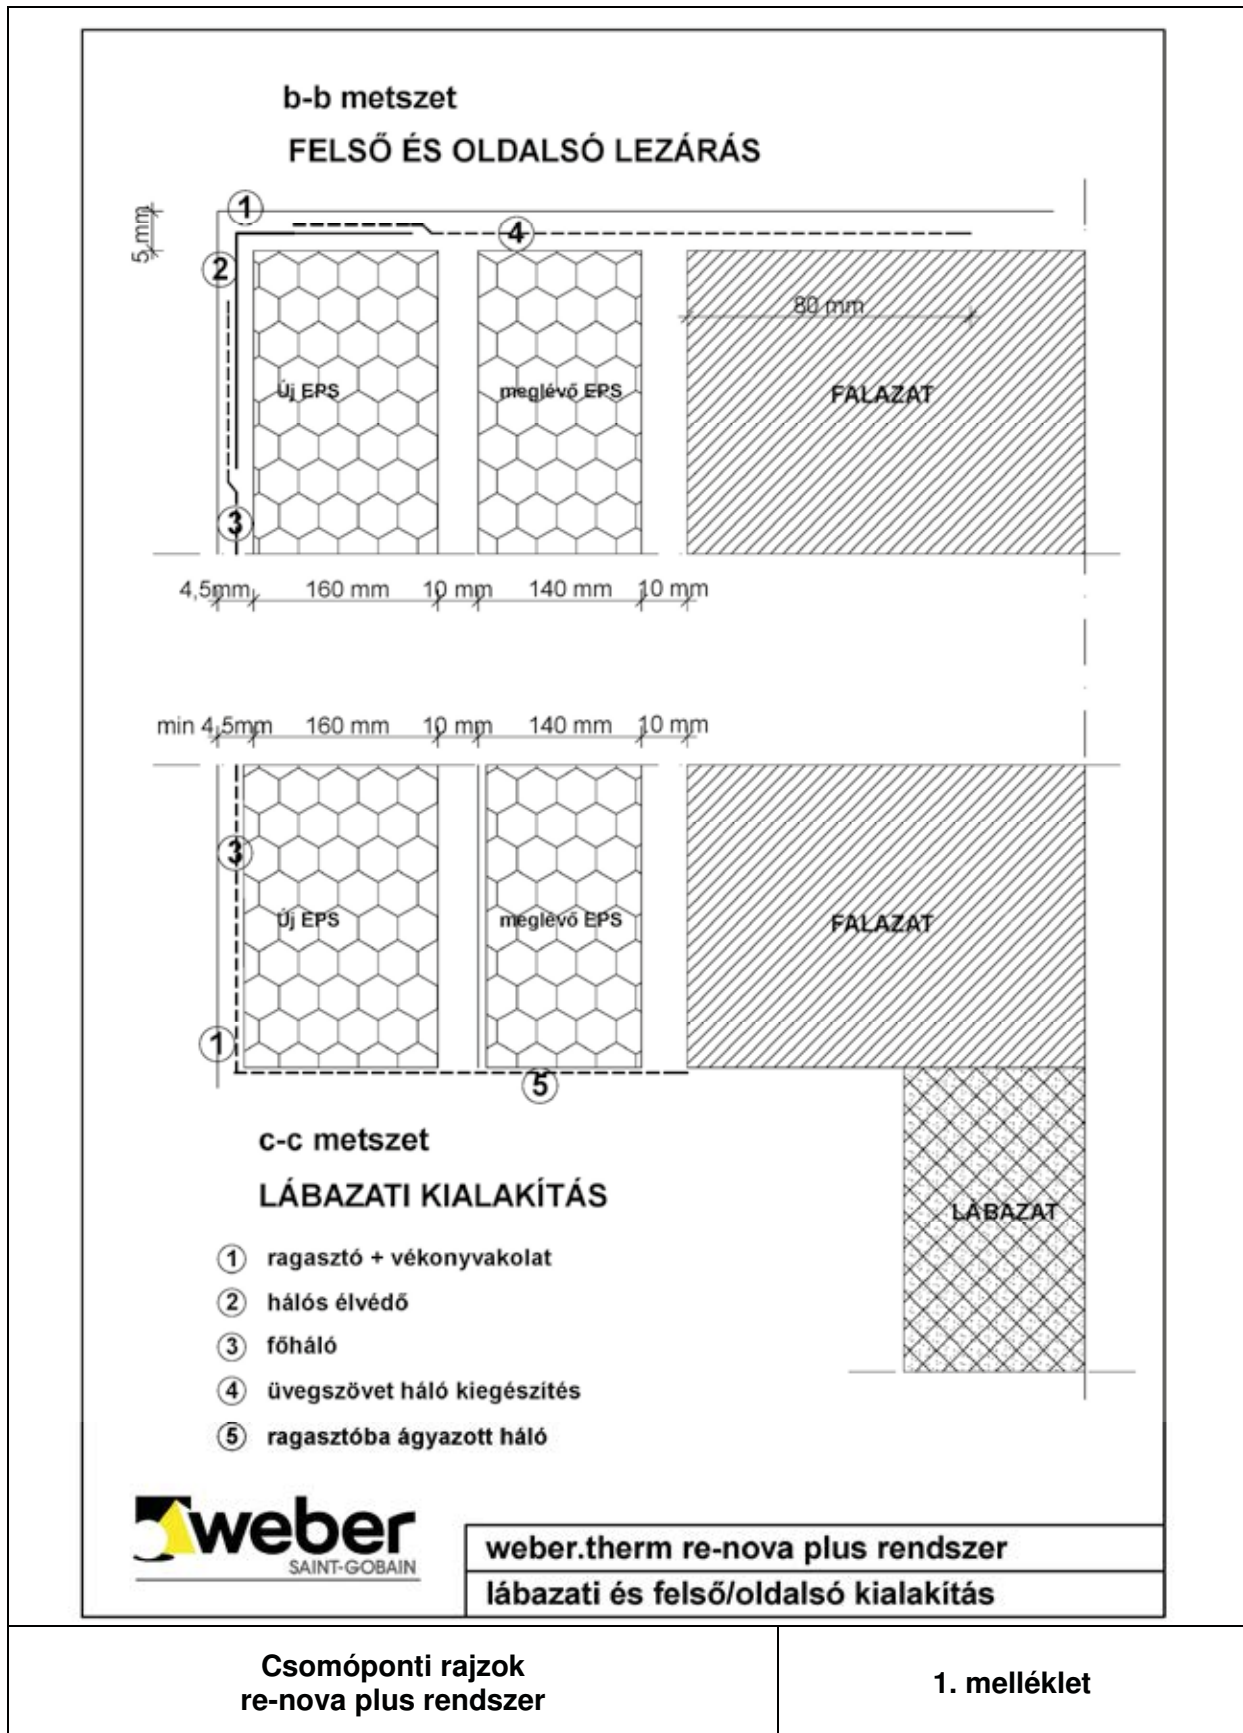 b-b metszet
FELSŐ ÉS OLDALSÓ LEZÁRÁS
1
4
2
3
5 mm
80 mm
Új EPS
meglévő EPS
FALAZAT
4,5mm 160 mm 10 mm 140 mm 10 mm
min 4,5mm 160 mm 10 mm 140 mm 10 mm
3
Új EPS
meglévő EPS
FALAZAT
1
5
c-c metszet
LÁBAZATI KIALAKÍTÁS
LÁBAZAT
1 ragasztó + vékonyvakolat
2 hálós élvédő
3 főháló
4 üvegszövet háló kiegészítés
5 ragasztóba ágyazott háló
weber
SAINT-GOBAIN
weber.therm re-nova plus rendszer
lábazati és felső/oldalsó kialakítás
Csomóponti rajzok
re-nova plus rendszer
1. melléklet